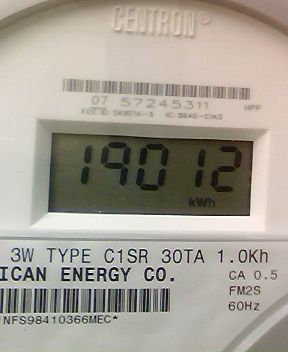 CENTRON®
07 57245311 HPP
19012
kWh
3W TYPE C1SR 30TA 1.0Kh
ICAN ENERGY CO. CA 0.5
FM2S
60Hz
NFS98410366MEC*